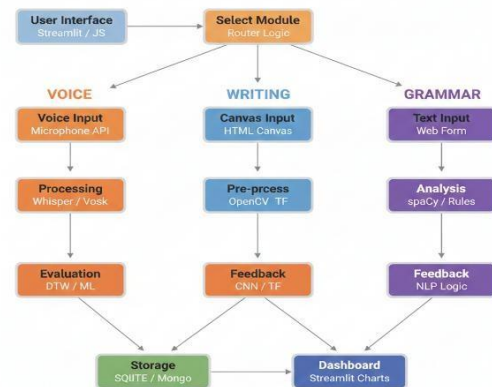 User Interface
Streamlit / JS
Select Module
Router Logic
VOICE
WRITING
GRAMMAR
Voice Input
Microphone API
Canvas Input
HTML Canvas
Text Input
Web Form
Processing
Whisper / Vosk
Pre-prcess
OpenCV TF
Analysis
spaCy / Rules
Evaluation
DTW / ML
Feedback
CNN / TF
Feedback
NLP Logic
Storage
SQIITE / Mongo
Dashboard
Streamlit Charts